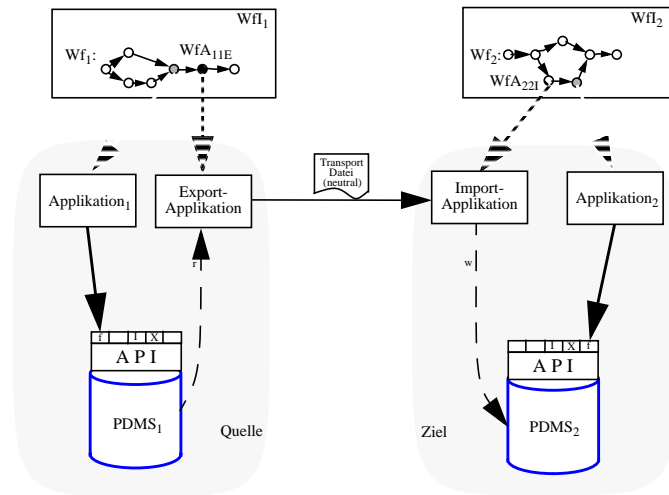 WfI₁
Wf₁:
WfA₁₁E
WfI₂
Wf₂:
WfA₂₂I
Transport
Datei
(neutral)
Applikation₁
Export-
Applikation
Import-
Applikation
Applikation₂
r
w
f I X
A P I
PDMS₁
Quelle
Ziel
I X f
A P I
PDMS₂